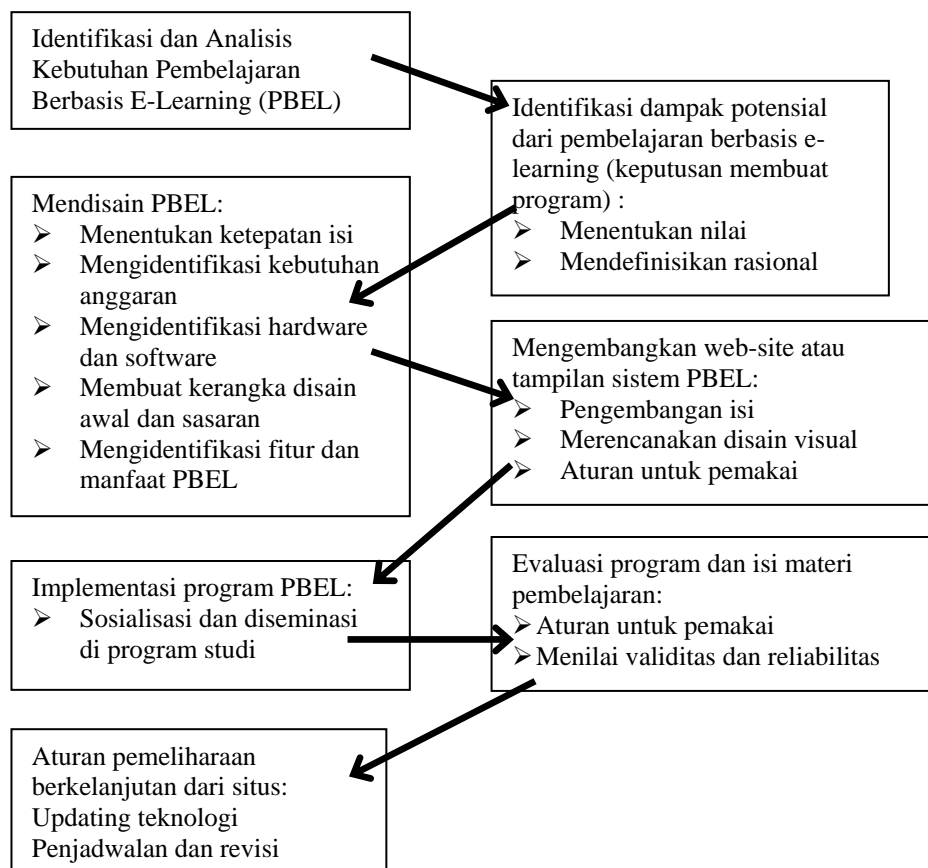 Identifikasi dan Analisis
Kebutuhan Pembelajaran
Berbasis E-Learning (PBEL)
Identifikasi dampak potensial
dari pembelajaran berbasis e-
learning (keputusan membuat
program) :
➢ Menentukan nilai
➢ Mendefinisikan rasional
Mendisain PBEL:
➢ Menentukan ketepatan isi
➢ Mengidentifikasi kebutuhan
anggaran
➢ Mengidentifikasi hardware
dan software
➢ Membuat kerangka disain
awal dan sasaran
➢ Mengidentifikasi fitur dan
manfaat PBEL
Mengembangkan web-site atau
tampilan sistem PBEL:
➢ Pengembangan isi
➢ Merencanakan disain visual
➢ Aturan untuk pemakai
Implementasi program PBEL:
➢ Sosialisasi dan diseminasi
di program studi
Evaluasi program dan isi materi
pembelajaran:
➢ Aturan untuk pemakai
➢ Menilai validitas dan reliabilitas
Aturan pemeliharaan
berkelanjutan dari situs:
Updating teknologi
Penjadwalan dan revisi